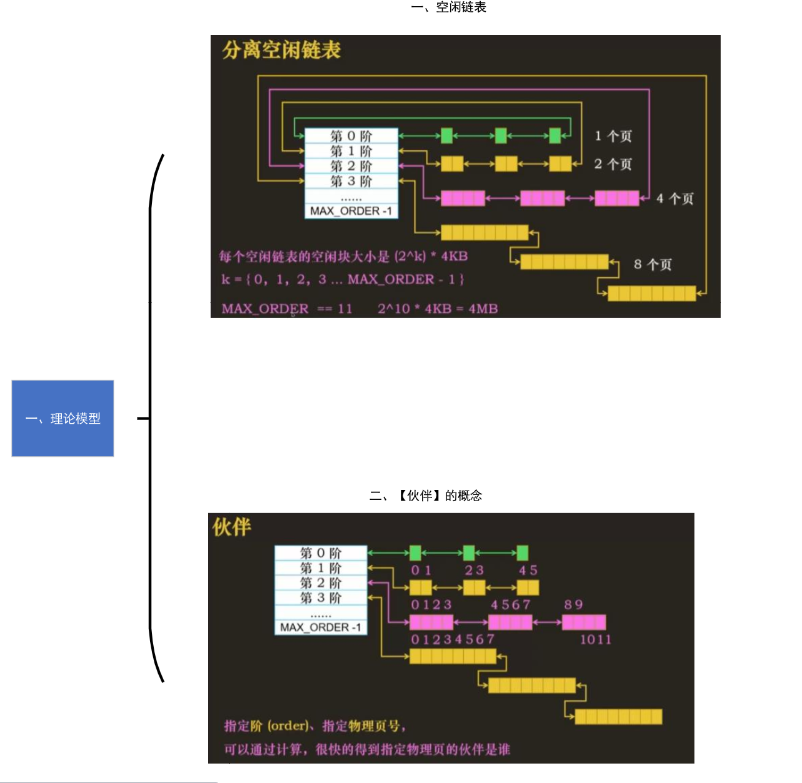 一、空闲链表
分离空闲链表
第 0 阶
1 个页
第 1 阶
2 个页
第 2 阶
第 3 阶
4 个页
......
MAX_ORDER -1
每个空闲链表的空闲块大小是 (2^k) * 4KB
8 个页
k = { 0, 1, 2, 3 ... MAX_ORDER - 1 }
MAX_ORDER == 11 2^10 * 4KB = 4MB
一、理论模型
二、【伙伴】的概念
伙伴
第 0 阶
第 1 阶
0 1 2 3 4 5
第 2 阶
第 3 阶
0 1 2 3 4 5 6 7 8 9
......
MAX_ORDER -1
0 1 2 3 4 5 6 7 10 11
指定阶 (order)、指定物理页号，
可以通过计算，很快的得到指定物理页的伙伴是谁